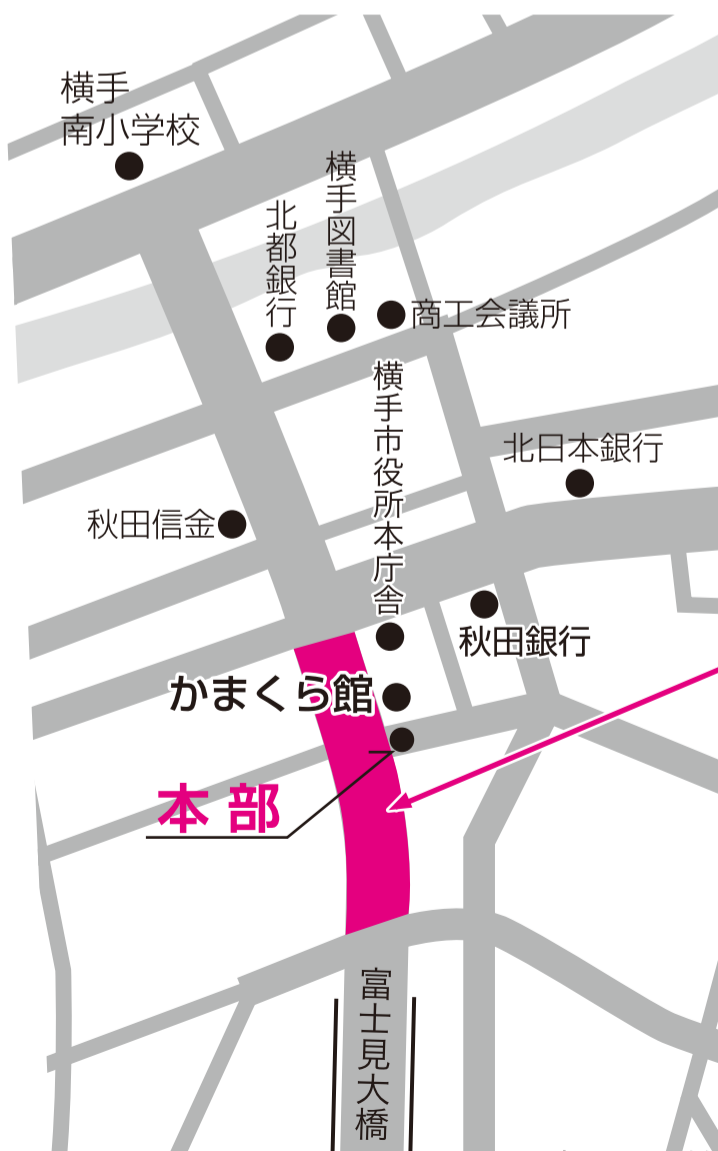 横手
南小学校
横手図書館
北都銀行
商工会議所
横手市役所本庁舎
北日本銀行
秋田信金
秋田銀行
かまくら館
本部
富士見大橋